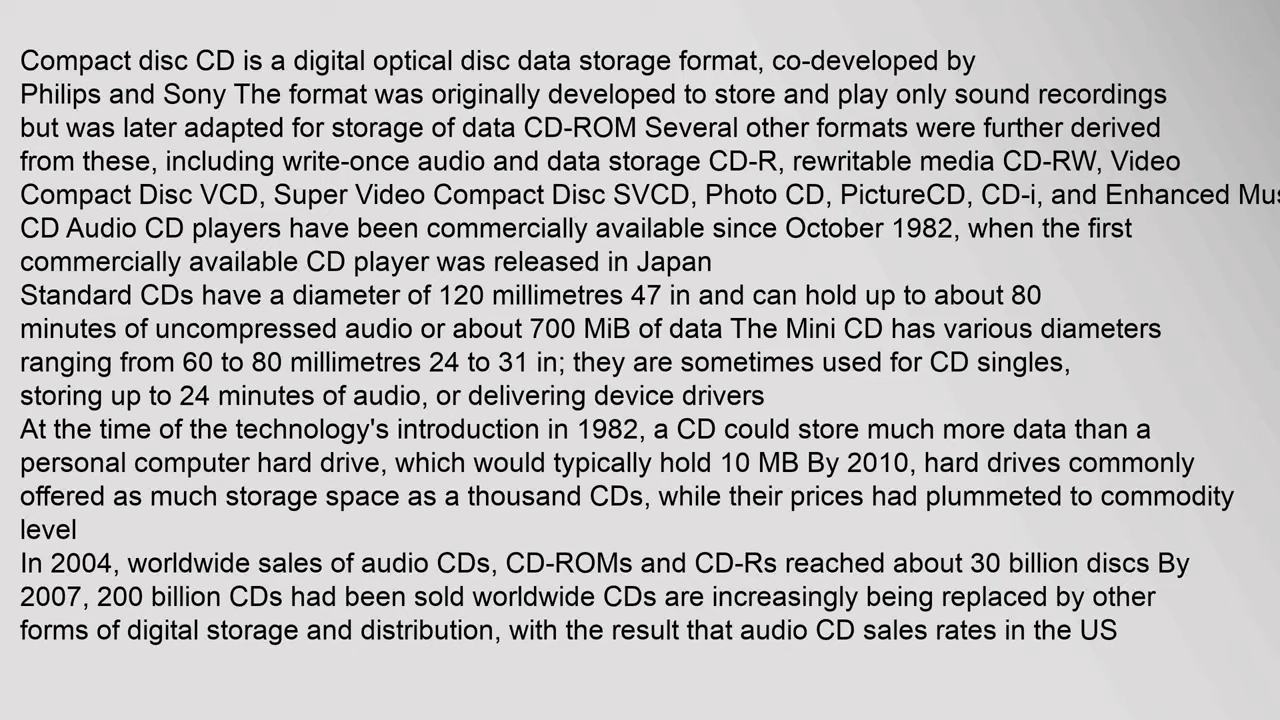 Compact disc CD is a digital optical disc data storage format, co-developed by
Philips and Sony The format was originally developed to store and play only sound recordings
but was later adapted for storage of data CD-ROM Several other formats were further derived
from these, including write-once audio and data storage CD-R, rewritable media CD-RW, Video
Compact Disc VCD, Super Video Compact Disc SVCD, Photo CD, PictureCD, CD-i, and Enhanced
CD Audio CD players have been commercially available since October 1982, when the first
commercially available CD player was released in Japan
Standard CDs have a diameter of 120 millimetres 47 in and can hold up to about 80
minutes of uncompressed audio or about 700 MiB of data The Mini CD has various diameters
ranging from 60 to 80 millimetres 24 to 31 in; they are sometimes used for CD singles,
storing up to 24 minutes of audio, or delivering device drivers
At the time of the technology's introduction in 1982, a CD could store much more data than a
personal computer hard drive, which would typically hold 10 MB By 2010, hard drives commonly
offered as much storage space as a thousand CDs, while their prices had plummeted to commodity
level
In 2004, worldwide sales of audio CDs, CD-ROMs and CD-Rs reached about 30 billion discs By
2007, 200 billion CDs had been sold worldwide CDs are increasingly being replaced by other
forms of digital storage and distribution, with the result that audio CD sales rates in the US